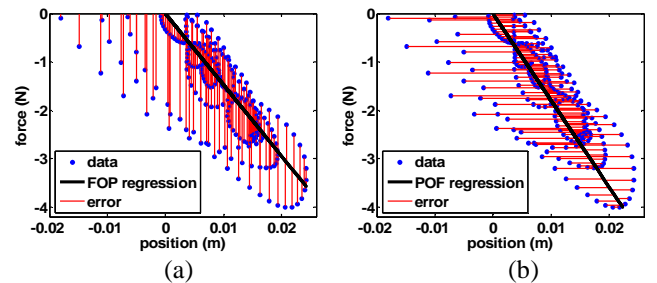 0
-1
-2
-3
-4
force (N)
data
FOP regression
error
-0.02 -0.01 0 0.01 0.02
position (m)
(a)
0
-1
-2
-3
-4
force (N)
data
POF regression
error
-0.02 -0.01 0 0.01 0.02
position (m)
(b)